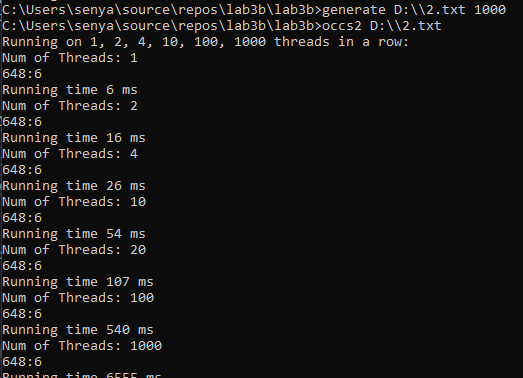 C:\Users\senya\source\repos\lab3b\lab3b>generate D:\\2.txt 1000
C:\Users\senya\source\repos\lab3b\lab3b>occs2 D:\\2.txt
Running on 1, 2, 4, 10, 100, 1000 threads in a row:
Num of Threads: 1
648:6
Running time 6 ms
Num of Threads: 2
648:6
Running time 16 ms
Num of Threads: 4
648:6
Running time 26 ms
Num of Threads: 10
648:6
Running time 54 ms
Num of Threads: 20
648:6
Running time 107 ms
Num of Threads: 100
648:6
Running time 540 ms
Num of Threads: 1000
648:6
Running time 6555 ms